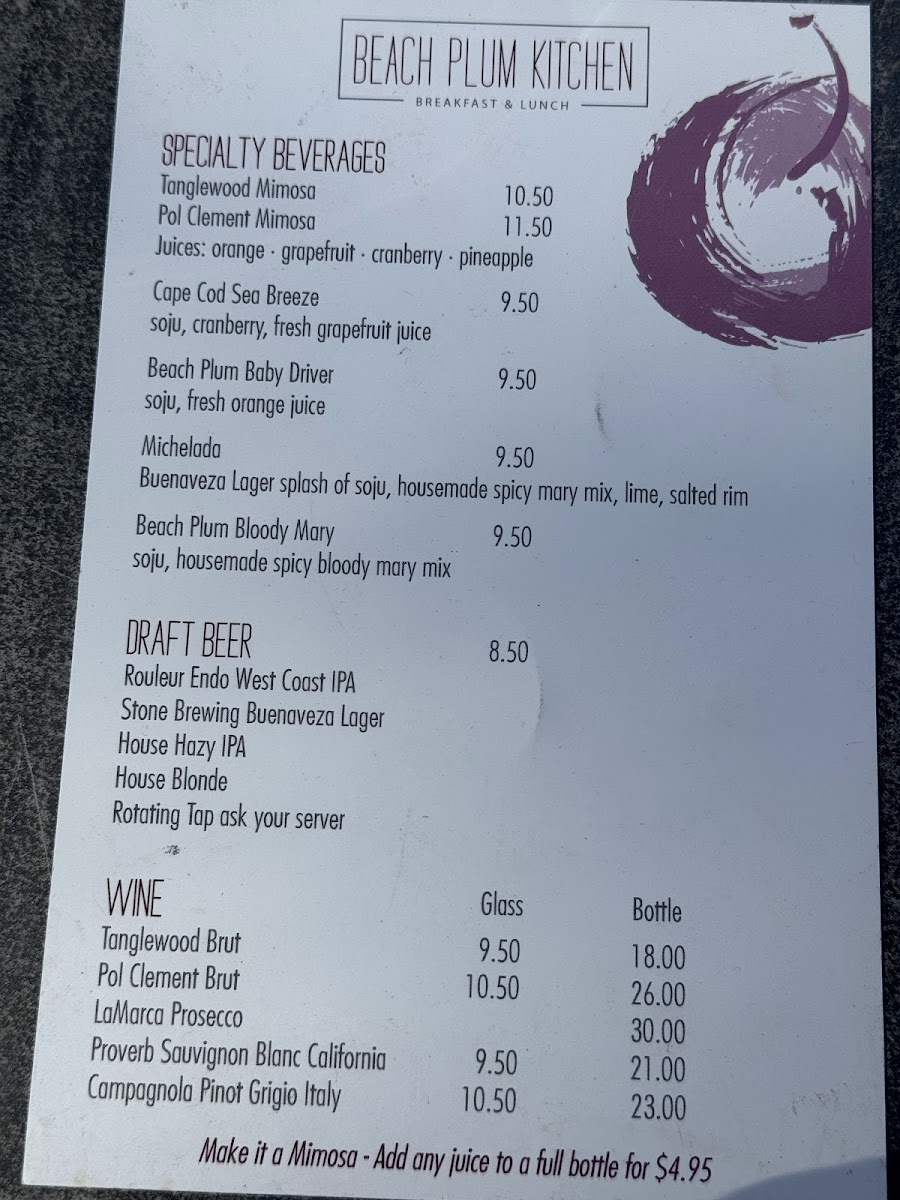 BEACH PLUM KITCHEN
BREAKFAST & LUNCH
SPECIALTY BEVERAGES
Tanglewood Mimosa 10.50
Pol Clement Mimosa 11.50
Juices: orange · grapefruit · cranberry · pineapple
Cape Cod Sea Breeze 9.50
soju, cranberry, fresh grapefruit juice
Beach Plum Baby Driver 9.50
soju, fresh orange juice
Michelada 9.50
Buenaveza Lager splash of soju, housemade spicy mary mix, lime, salted rim
Beach Plum Bloody Mary 9.50
soju, housemade spicy bloody mary mix
DRAFT BEER 8.50
Rouleur Endo West Coast IPA
Stone Brewing Buenaveza Lager
House Hazy IPA
House Blonde
Rotating Tap ask your server
WINE Glass Bottle
Tanglewood Brut 9.50 18.00
Pol Clement Brut 10.50 26.00
LaMarca Prosecco 30.00
Proverb Sauvignon Blanc California 9.50 21.00
Campagnola Pinot Grigio Italy 10.50 23.00
Make it a Mimosa - Add any juice to a full bottle for $4.95